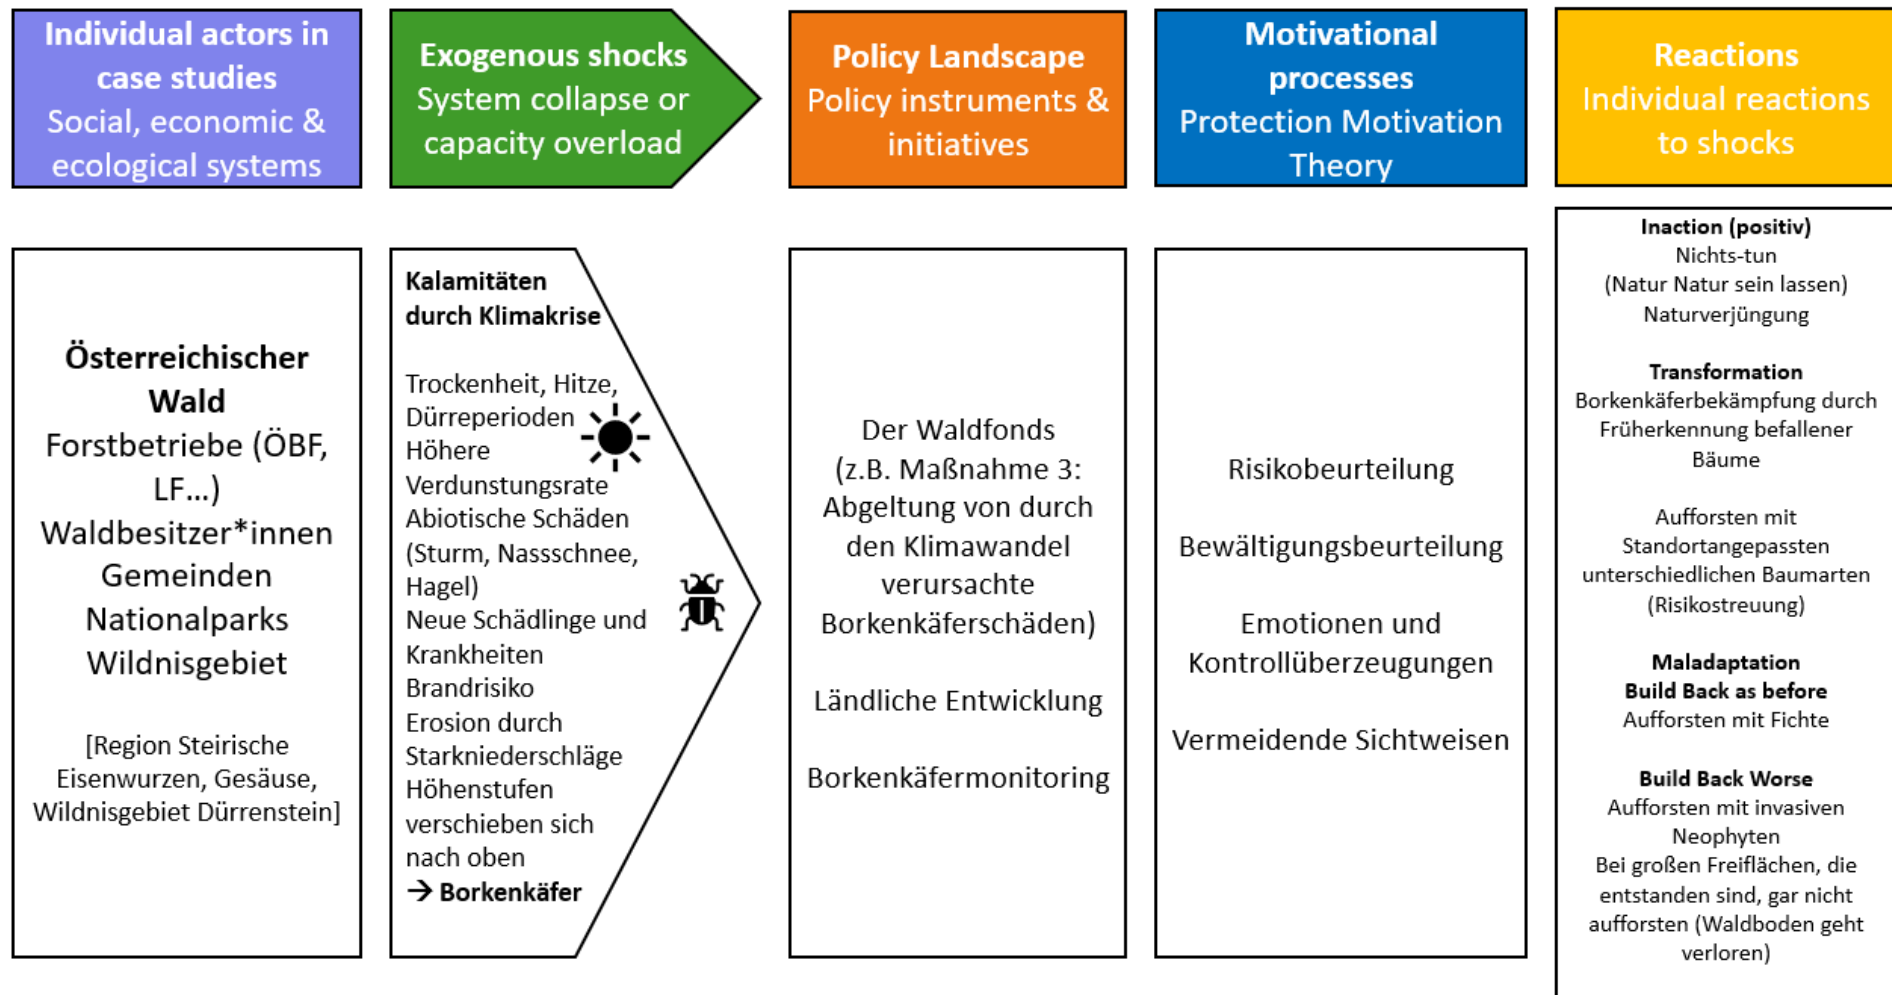 Individual actors in
case studies
Social, economic &
ecological systems
Exogenous shocks
System collapse or
capacity overload
Policy Landscape
Policy instruments &
initiatives
Motivational
processes
Protection Motivation
Theory
Reactions
Individual reactions
to shocks
Österreichischer
Wald
Forstbetriebe (ÖBF,
LF...)
Waldbesitzer*innen
Gemeinden
Nationalparks
Wildnisgebiet
[Region Steirische
Eisenwurzen, Gesäuse,
Wildnisgebiet Dürrenstein]
Kalamitäten
durch Klimakrise
Trockenheit, Hitze,
Dürreperioden
Höhere
Verdunstungsrate
Abiotische Schäden
(Sturm, Nassschnee,
Hagel)
Neue Schädlinge und
Krankheiten
Brandrisiko
Erosion durch
Starkniederschläge
Höhenstufen
verschieben sich
nach oben
→ Borkenkäfer
Der Waldfonds
(z.B. Maßnahme 3:
Abgeltung von durch
den Klimawandel
verursachte
Borkenkäferschäden)
Ländliche Entwicklung
Borkenkäfermonitoring
Risikobeurteilung
Bewältigungsbeurteilung
Emotionen und
Kontrollüberzeugungen
Vermeidende Sichtweisen
Inaction (positiv)
Nichts-tun
(Natur Natur sein lassen)
Naturverjüngung
Transformation
Borkenkäferbekämpfung durch
Früherkennung befallener
Bäume
Aufforsten mit
Standortangepassten
unterschiedlichen Baumarten
(Risikostreuung)
Maladaptation
Build Back as before
Aufforsten mit Fichte
Build Back Worse
Aufforsten mit invasiven
Neophyten
Bei großen Freiflächen, die
entstanden sind, gar nicht
aufforsten (Waldboden geht
verloren)